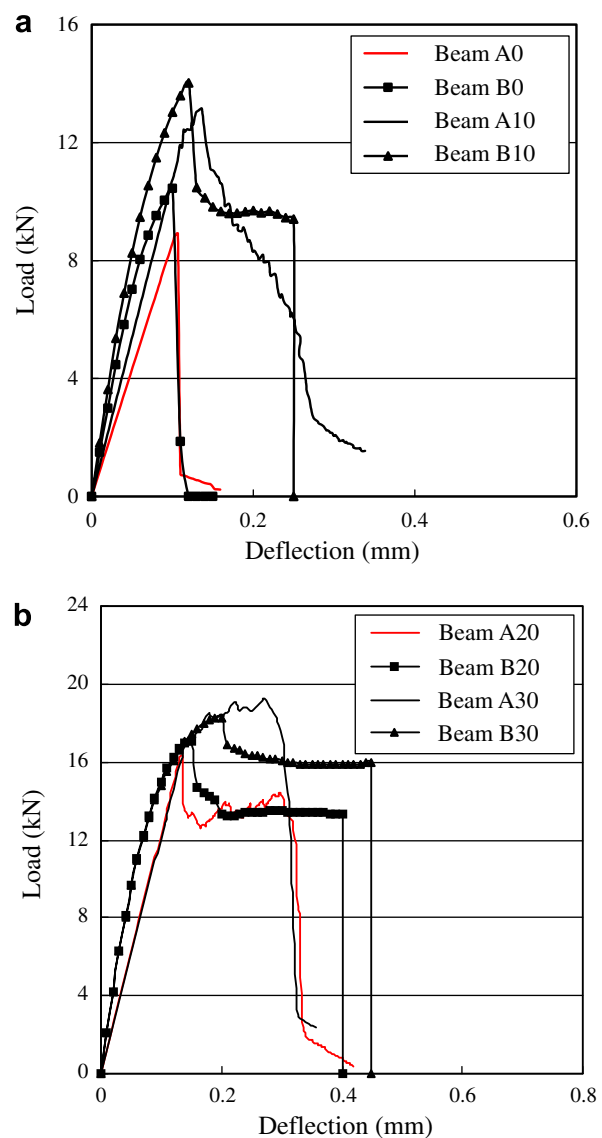 a
16
12
8
4
0
Load (kN)
Beam A0
Beam B0
Beam A10
Beam B10
0 0.2 0.4 0.6
Deflection (mm)
b
24
20
16
12
8
4
0
Load (kN)
Beam A20
Beam B20
Beam A30
Beam B30
0 0.2 0.4 0.6 0.8
Deflection (mm)